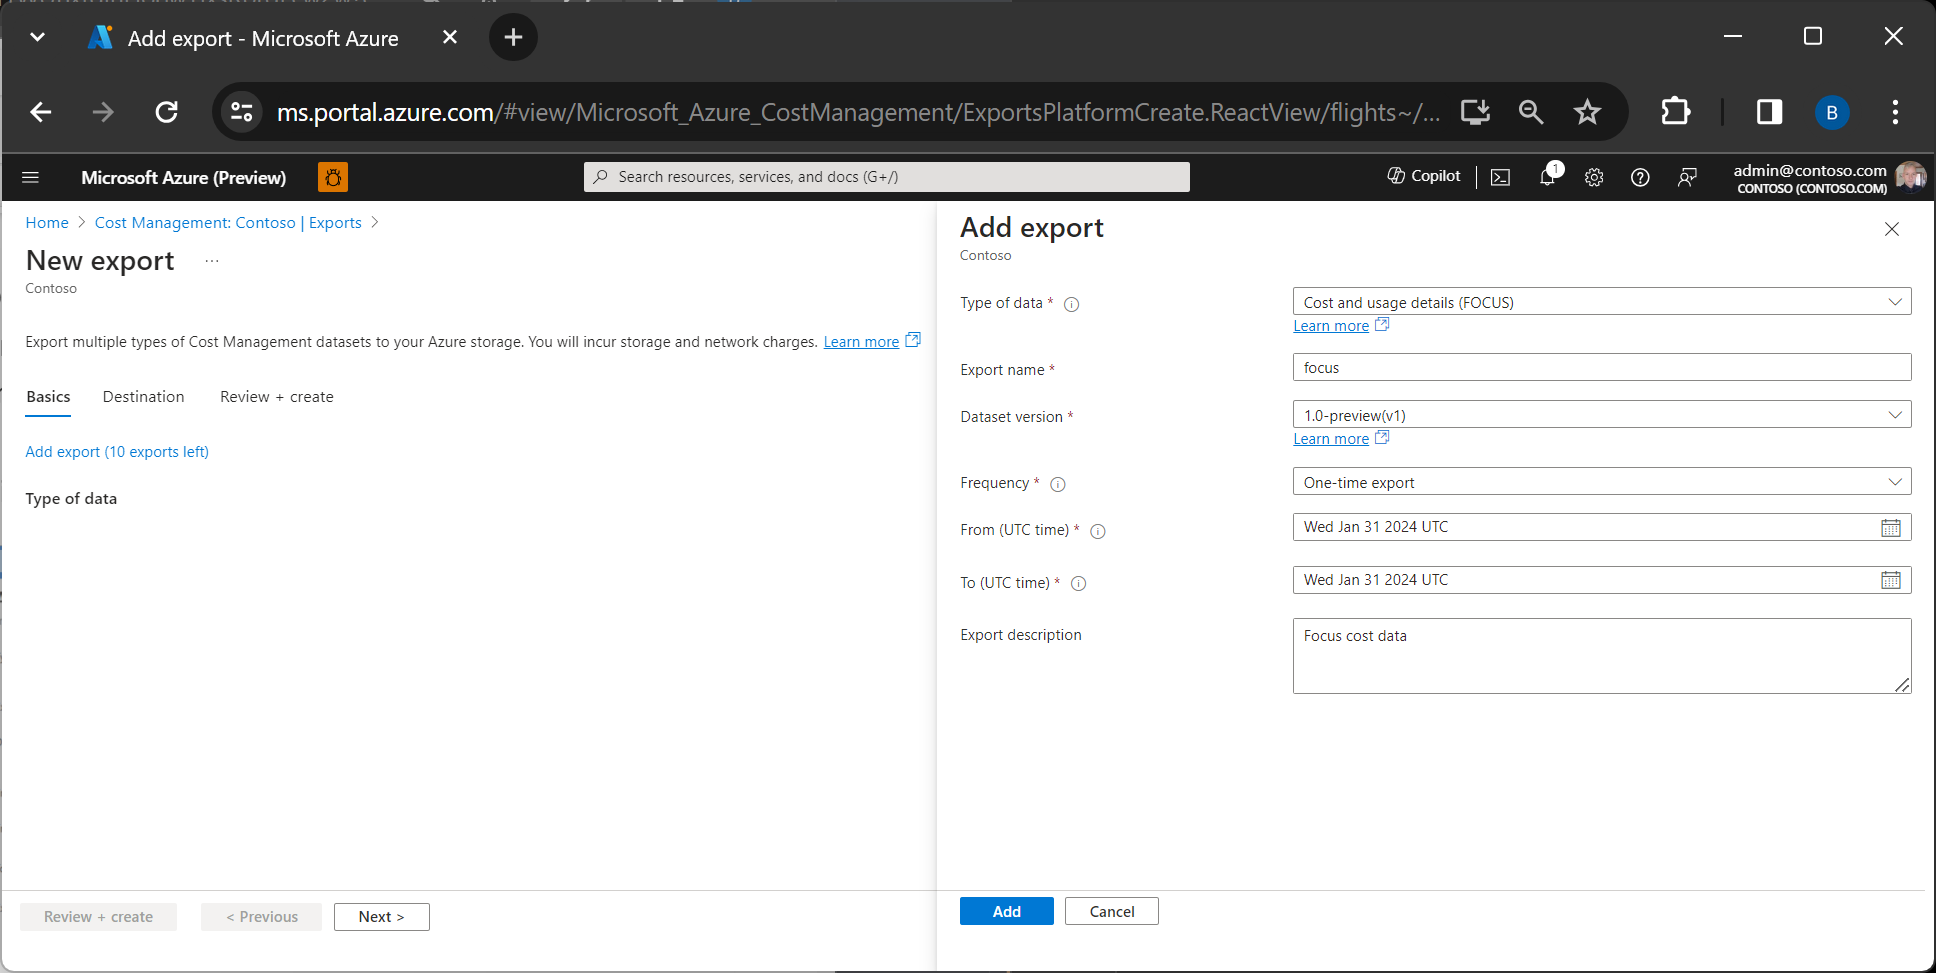 Add export - Microsoft Azure
ms.portal.azure.com/#view/Microsoft_Azure_CostManagement/ExportsPlatformCreate.ReactView/flights~/...
B
Microsoft Azure (Preview)
Search resources, services, and docs (G+/)
Copilot
1
admin@contoso.com
CONTOSO (CONTOSO.COM)
Home > Cost Management: Contoso | Exports >
New export ...
Contoso
Export multiple types of Cost Management datasets to your Azure storage. You will incur storage and network charges. Learn more
Basics
Destination
Review + create
Add export (10 exports left)
Type of data
Review + create
< Previous
Next >
Add export
Contoso
Type of data *
Cost and usage details (FOCUS)
Learn more
Export name *
focus
Dataset version *
1.0-preview(v1)
Learn more
Frequency *
One-time export
From (UTC time) *
Wed Jan 31 2024 UTC
To (UTC time) *
Wed Jan 31 2024 UTC
Export description
Focus cost data
Add
Cancel